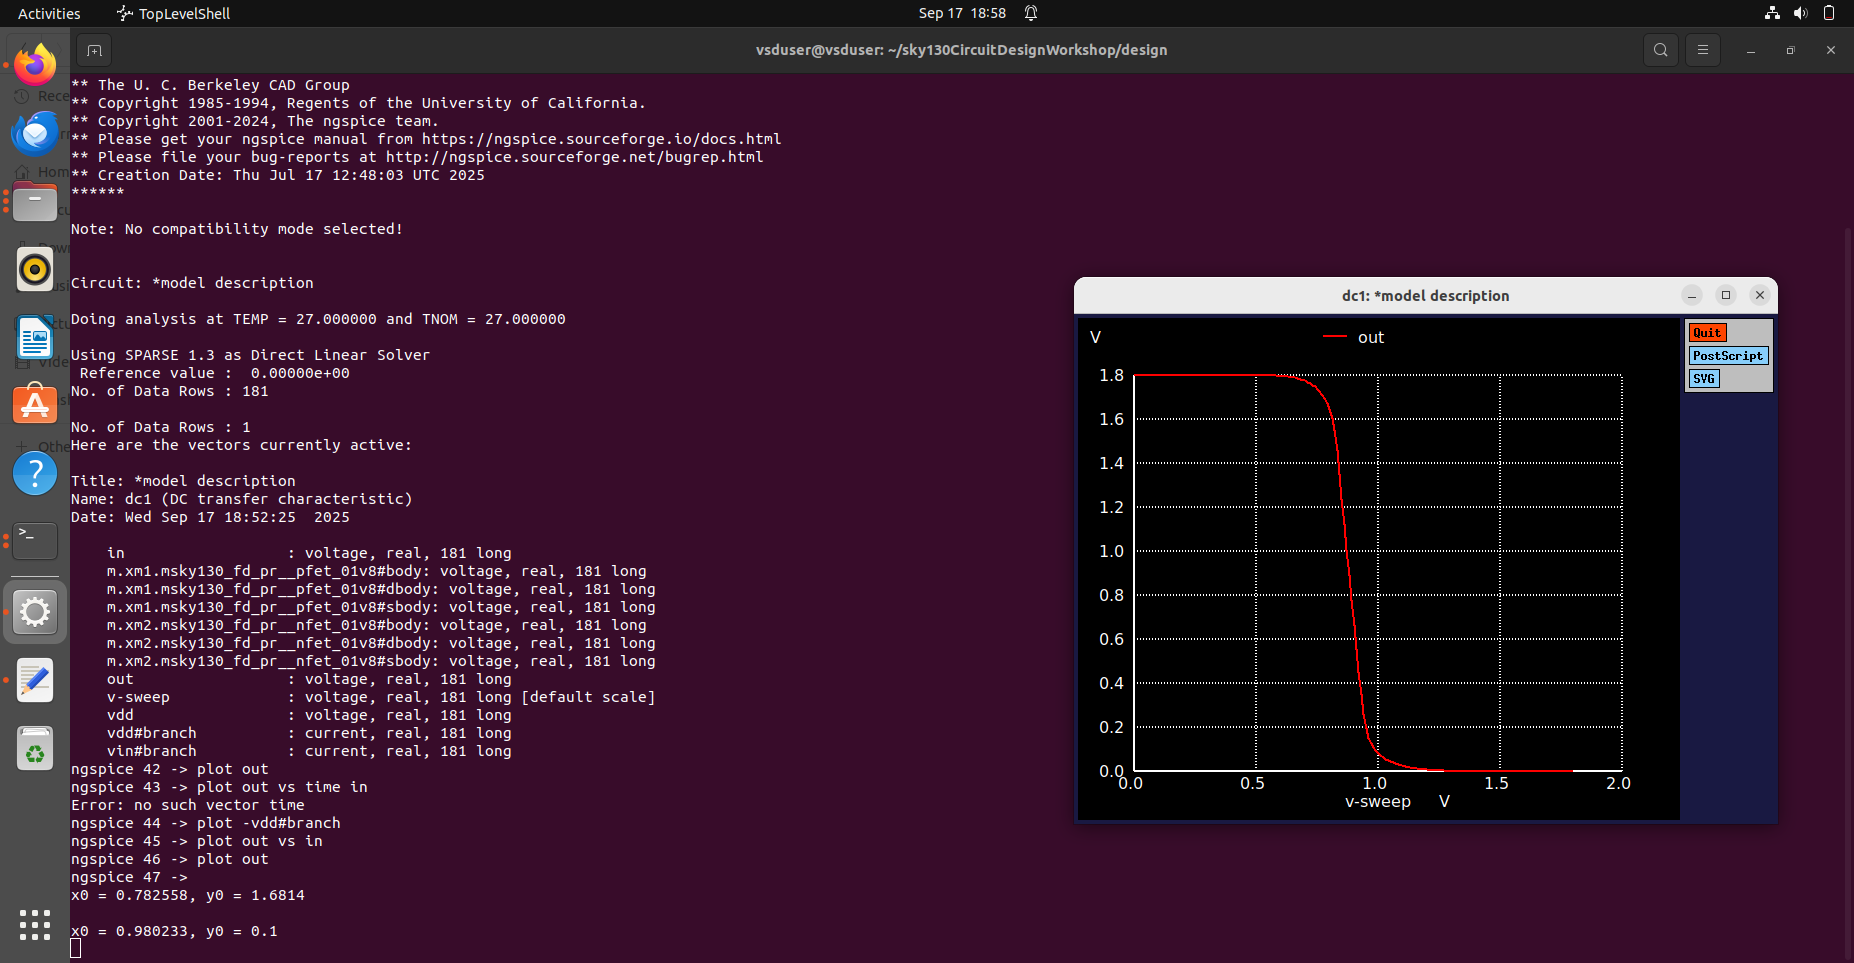 Activities
TopLevelShell
Sep 17 18:58
vsduser@vsduser: ~/sky130CircuitDesignWorkshop/design
** The U. C. Berkeley CAD Group
** Copyright 1985-1994, Regents of the University of California.
** Copyright 2001-2024, The ngspice team.
** Please get your ngspice manual from https://ngspice.sourceforge.io/docs.html
** Please file your bug-reports at http://ngspice.sourceforge.net/bugrep.html
** Creation Date: Thu Jul 17 12:48:03 UTC 2025
******
Note: No compatibility mode selected!
Circuit: *model description
Doing analysis at TEMP = 27.000000 and TNOM = 27.000000
Using SPARSE 1.3 as Direct Linear Solver
Reference value :  0.00000e+00
No. of Data Rows : 181
No. of Data Rows : 1
Here are the vectors currently active:
Title: *model description
Name: dc1 (DC transfer characteristic)
Date: Wed Sep 17 18:52:25  2025
in                  : voltage, real, 181 long
m.xm1.msky130_fd_pr__pfet_01v8#body: voltage, real, 181 long
m.xm1.msky130_fd_pr__pfet_01v8#dbody: voltage, real, 181 long
m.xm1.msky130_fd_pr__pfet_01v8#sbody: voltage, real, 181 long
m.xm2.msky130_fd_pr__nfet_01v8#body: voltage, real, 181 long
m.xm2.msky130_fd_pr__nfet_01v8#dbody: voltage, real, 181 long
m.xm2.msky130_fd_pr__nfet_01v8#sbody: voltage, real, 181 long
out                 : voltage, real, 181 long
v-sweep             : voltage, real, 181 long [default scale]
vdd                 : voltage, real, 181 long
vdd#branch          : current, real, 181 long
vin#branch          : current, real, 181 long
ngspice 42 -> plot out
ngspice 43 -> plot out vs time in
Error: no such vector time
ngspice 44 -> plot -vdd#branch
ngspice 45 -> plot out vs in
ngspice 46 -> plot out
ngspice 47 ->
x0 = 0.782558, y0 = 1.6814
x0 = 0.980233, y0 = 0.1
dc1: *model description
Quit
PostScript
SVG
V
out
1.8
1.6
1.4
1.2
1.0
0.8
0.6
0.4
0.2
0.0
0.0 0.5 1.0 1.5 2.0
v-sweep V